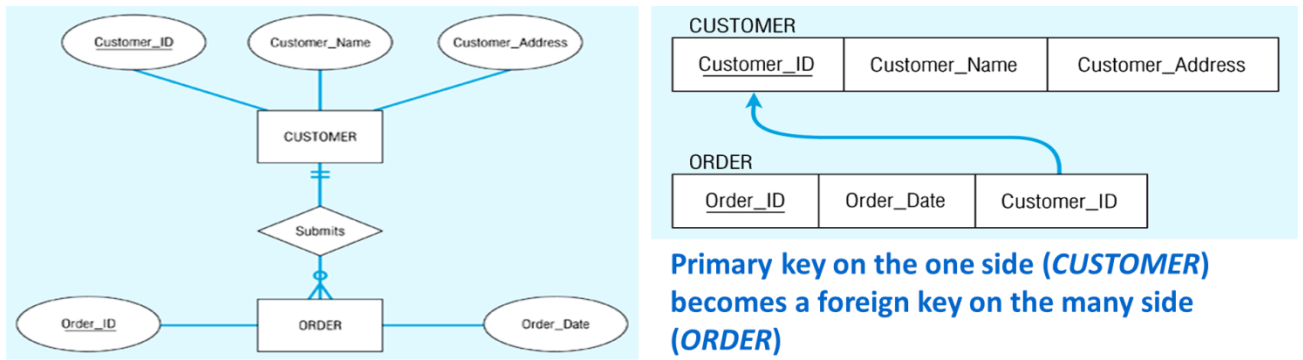 Customer_ID
Customer_Name
Customer_Address
CUSTOMER
Submits
Order_ID
ORDER
Order_Date
CUSTOMER
Customer_ID
Customer_Name
Customer_Address
ORDER
Order_ID
Order_Date
Customer_ID
Primary key on the one side (CUSTOMER)
becomes a foreign key on the many side
(ORDER)